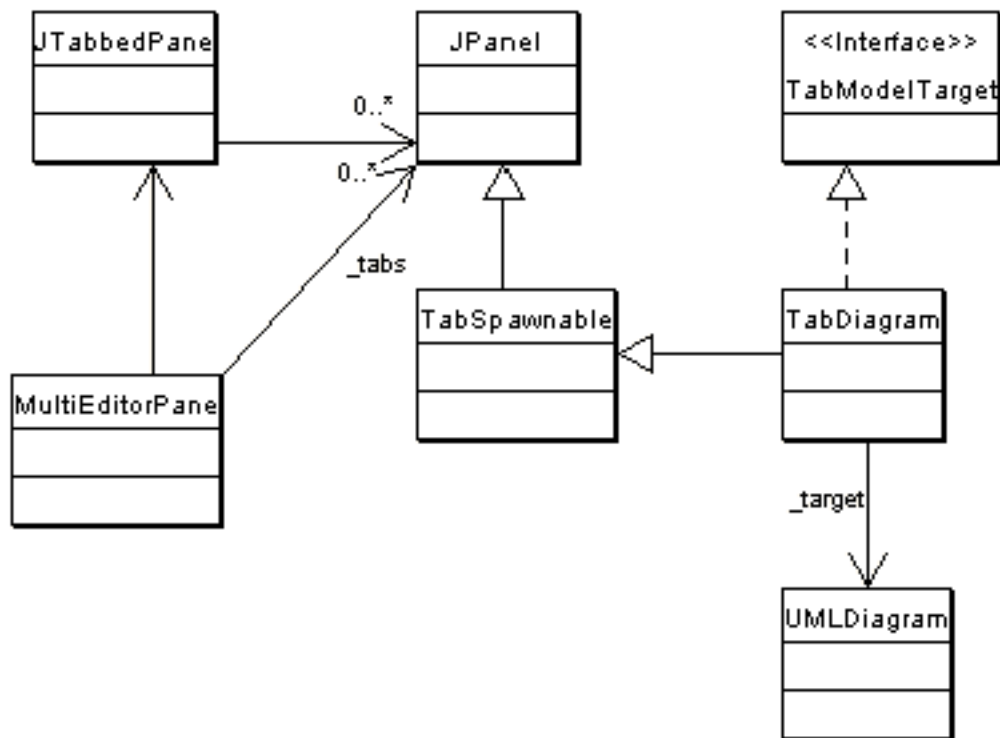 JTabbedPane
JPanel
<<Interface>>
TabModelTarget
0..*
0..*
_tabs
TabSpawnable
TabDiagram
MultiEditorPane
_target
UMLDiagram